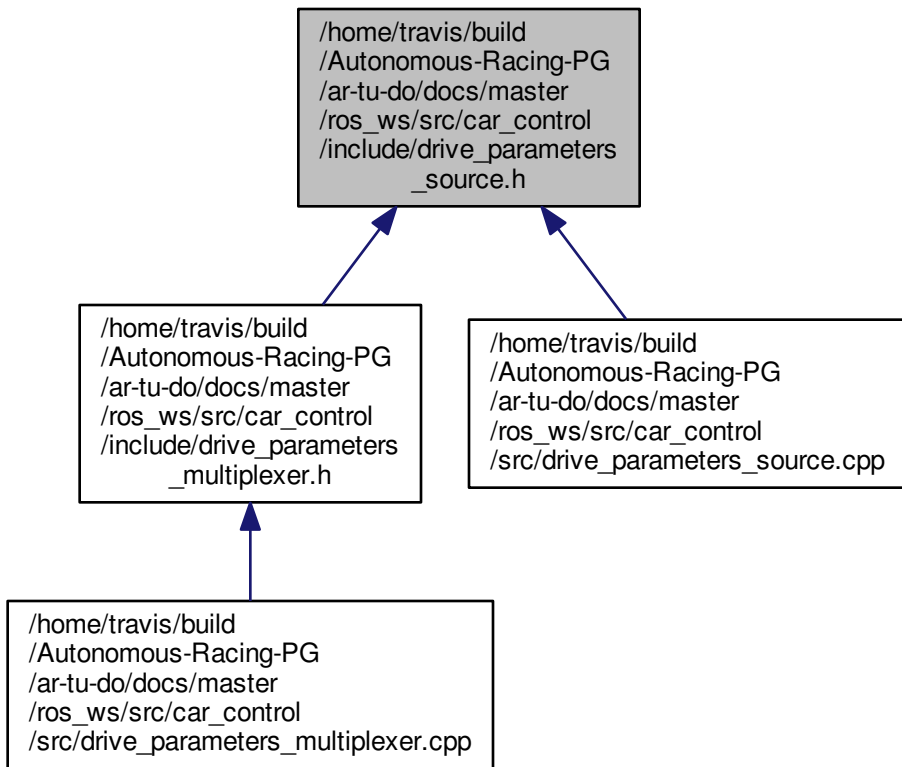 /home/travis/build
/Autonomous-Racing-PG
/ar-tu-do/docs/master
/ros_ws/src/car_control
/include/drive_parameters
_source.h
/home/travis/build
/Autonomous-Racing-PG
/ar-tu-do/docs/master
/ros_ws/src/car_control
/include/drive_parameters
_multiplexer.h
/home/travis/build
/Autonomous-Racing-PG
/ar-tu-do/docs/master
/ros_ws/src/car_control
/src/drive_parameters_source.cpp
/home/travis/build
/Autonomous-Racing-PG
/ar-tu-do/docs/master
/ros_ws/src/car_control
/src/drive_parameters_multiplexer.cpp